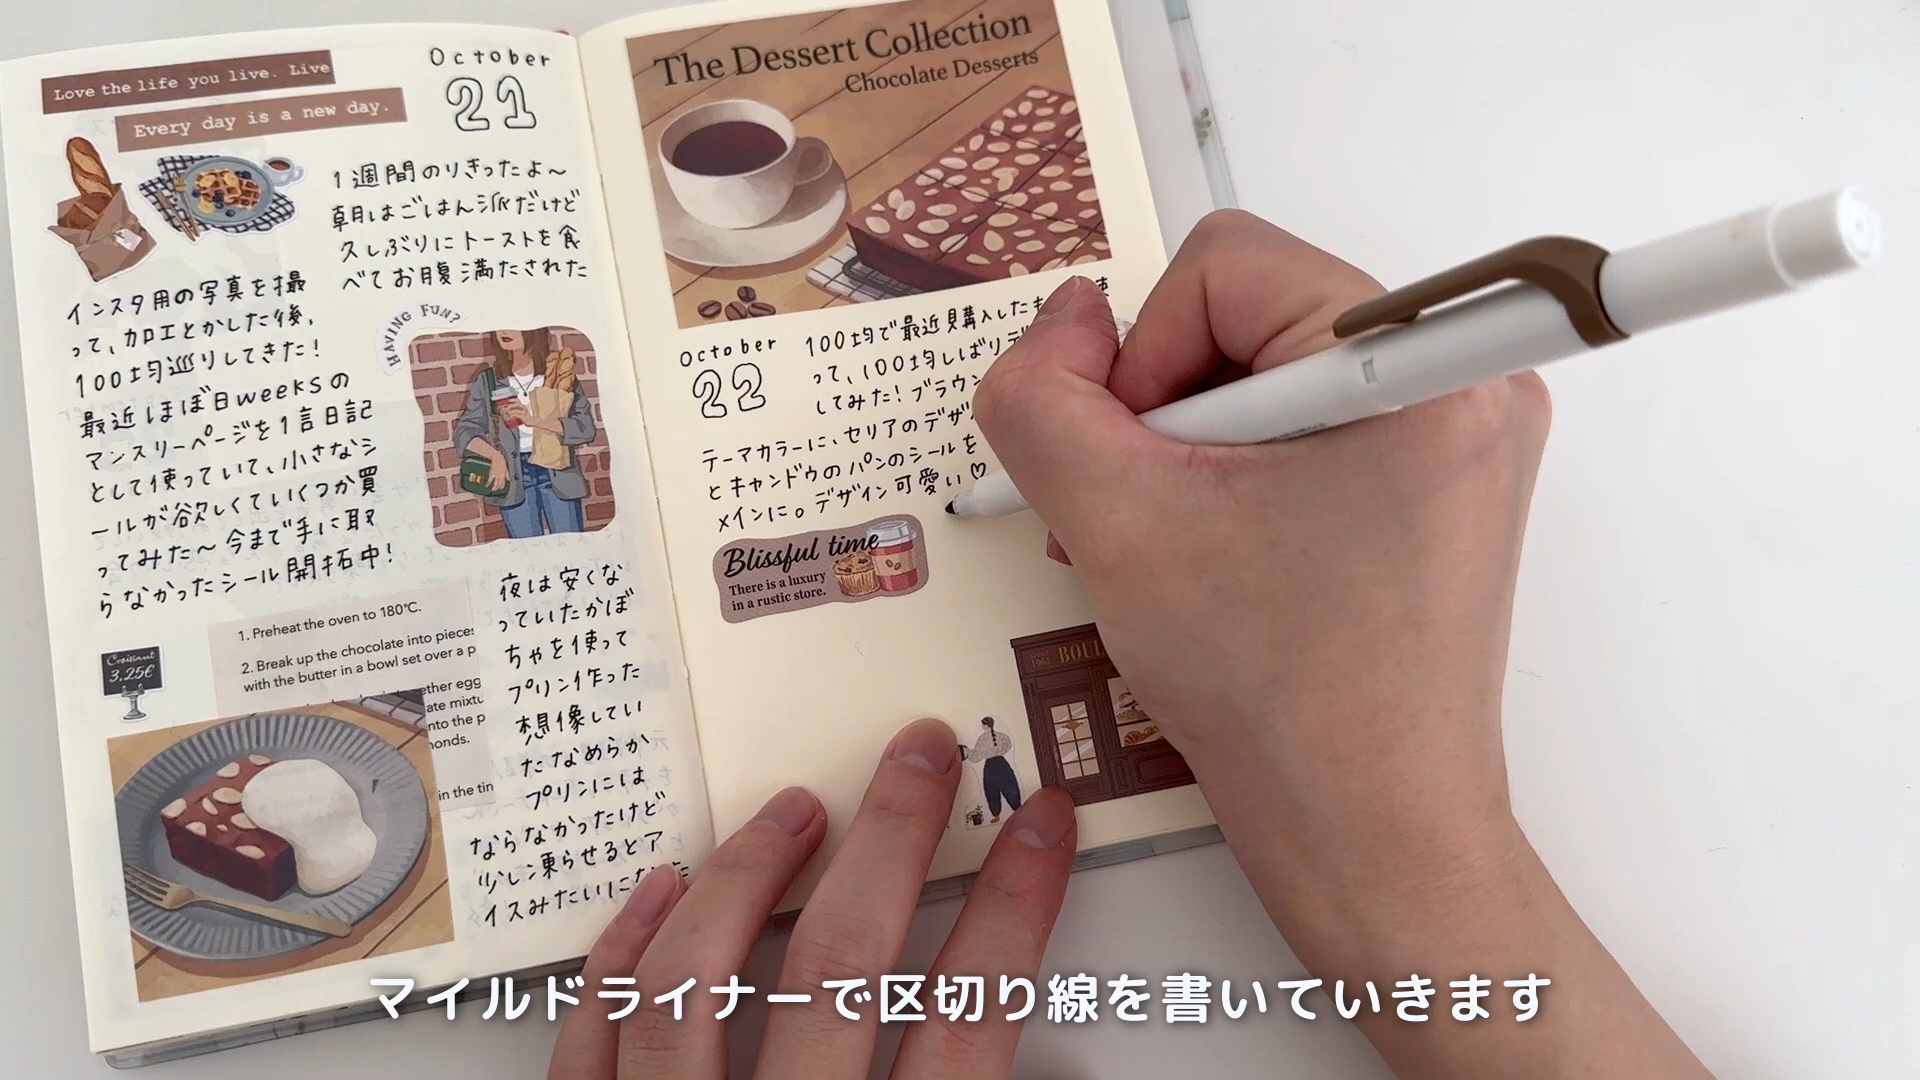 Love the life you live. Live
Every day is a new day.
October
21
1週間のりきったよ〜
朝はごはん派だけど
久しぶりにトーストを食
べてお腹満たされた
インスタ用の写真を撮
って、加工とかした後、
100均巡りしてきた!
最近ほぼ日weeksの
マンスリーページを1言日記
として使っていて、小さなシ
ールが欲しくていくつか買
ってみた〜今まで手に取
らなかったシール開拓中!
HAVING FUN?
1. Preheat the oven to 180℃.
2. Break up the chocolate into pieces
with the butter in a bowl set over a p
ether egg
ate mixtu
nto the p
monds.
in the tin
Croissant
3.25€
夜は安くな
っていたかぼ
ちゃを使って
プリン作った
想像してい
たなめらか
プリンには
ならなかったけど
少し凍らせるとア
イスみたいに
The Dessert Collection
Chocolate Desserts
October
22
100均で最近購入した
って、100均しばりデ
してみた!ブラウン
テーマカラーに、セリアのデザ
とキャンドゥのパンのシールを
メインに。デザイン可愛い♡
Blissful time
There is a luxury
in a rustic store.
since
1962
BOUL
マイルドライナーで区切り線を書いていきます